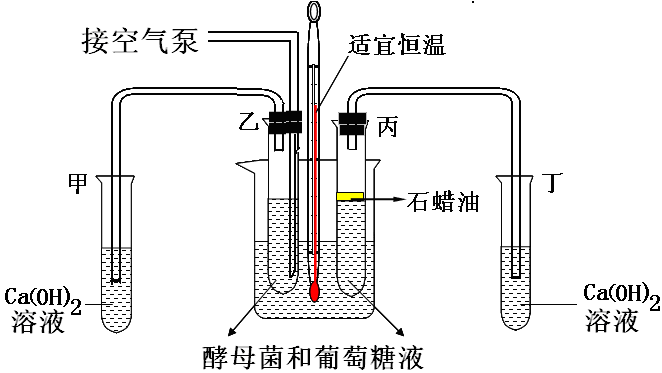 接空气泵
适宜恒温
乙
丙
甲
丁
石蜡油
Ca(OH)2
溶液
Ca(OH)2
溶液
酵母菌和葡萄糖液